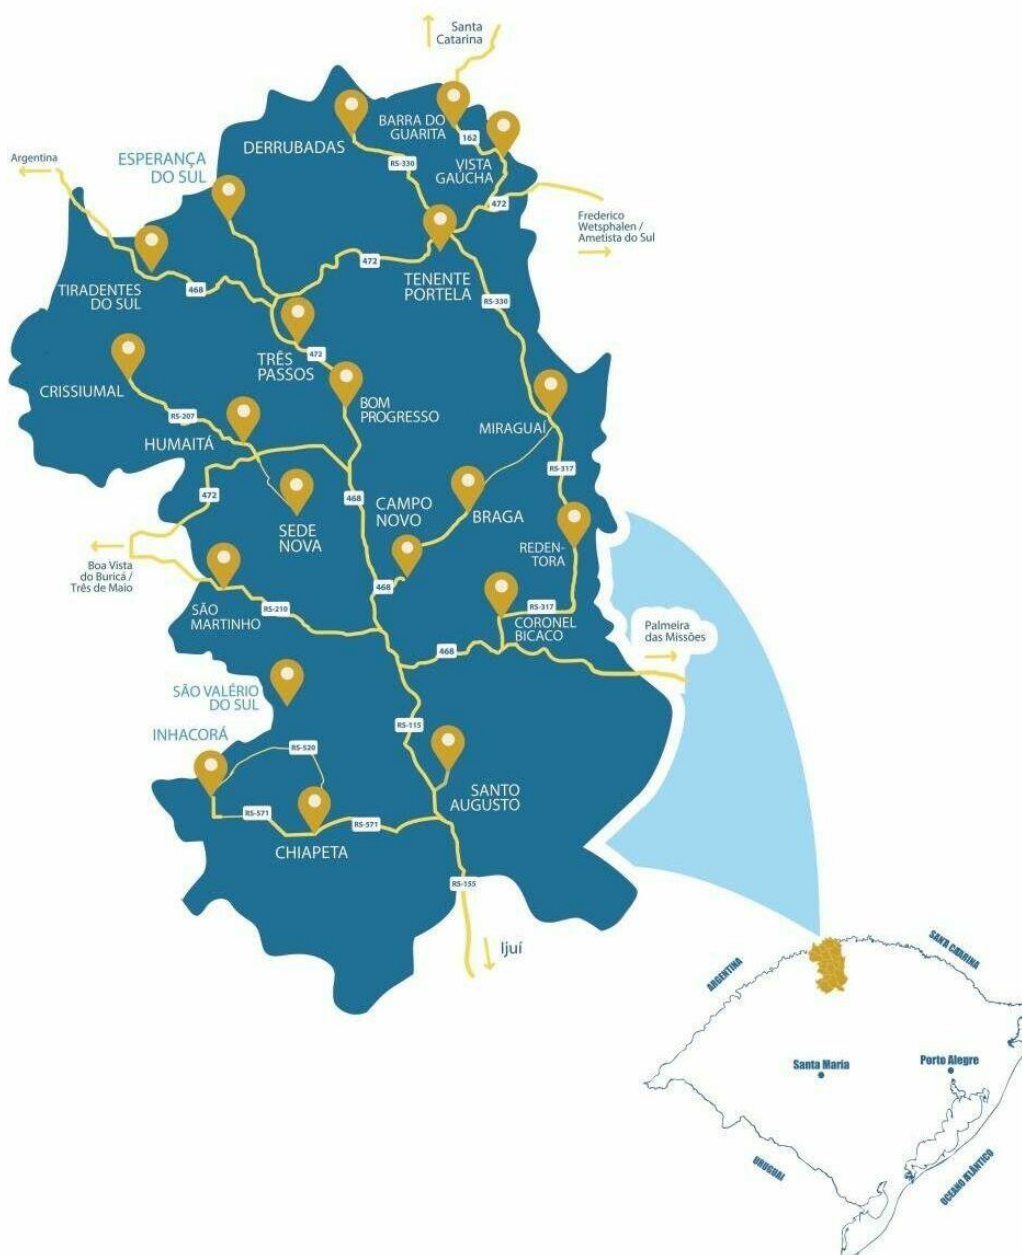 Santa
Catarina
BARRA DO
GUARITA
DERRUBADAS
162
ESPERANÇA
DO SUL
Argentina
RS-330
VISTA
GAÚCHA
472
Frederico
Wetsphalen /
Ametista do Sul
472
TENENTE
PORTELA
TIRADENTES
DO SUL
468
RS-330
TRÊS
PASSOS
472
CRISSIUMAL
BOM
PROGRESSO
RS-207
MIRAGUAÍ
HUMAITÁ
RS-317
472
468
CAMPO
NOVO
BRAGA
SEDE
NOVA
REDEN-
TORA
Boa Vista
do Buricá /
Três de Maio
468
SÃO
MARTINHO
RS-210
RS-317
CORONEL
BICACO
Palmeira
das Missões
468
SÃO VALÉRIO
DO SUL
INHACORÁ
RS-115
RS-520
SANTO
AUGUSTO
RS-571
RS-571
CHIAPETA
RS-155
Ijuí
ARGENTINA
SANTA CATARINA
Santa Maria
Porto Alegre
URUGUAI
OCEANO ATLÂNTICO